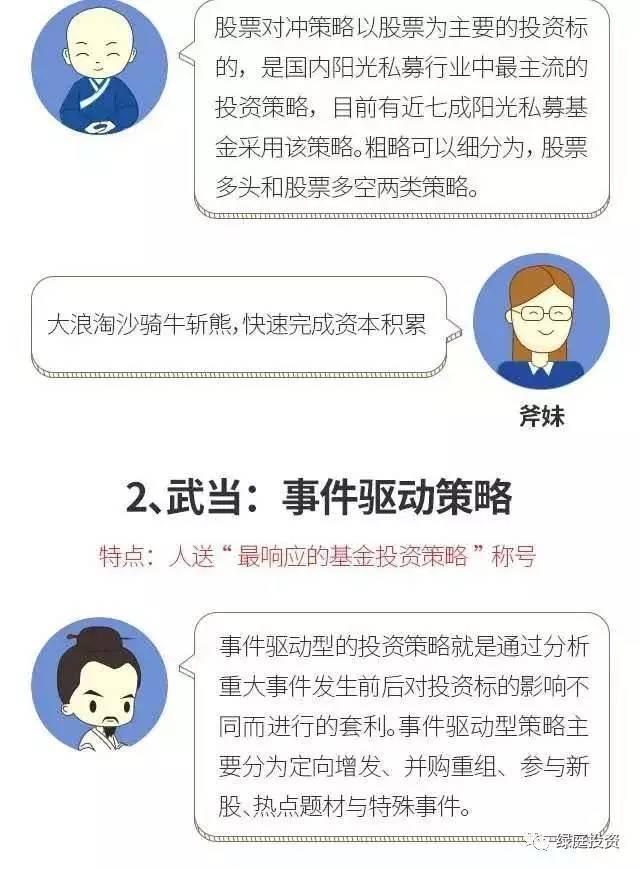 股票对冲策略以股票为主要的投资标
的，是国内阳光私募行业中最主流的
投资策略，目前有近七成阳光私募基
金采用该策略。粗略可以细分为，股票
多头和股票多空两类策略。
大浪淘沙骑牛斩熊，快速完成资本积累
斧妹
2、武当：事件驱动策略
特点：人送“最响应的基金投资策略”称号
事件驱动型的投资策略就是通过分析
重大事件发生前后对投资标的影响不
同而进行的套利。事件驱动型策略主
要分为定向增发、并购重组、参与新
股、热点题材与特殊事件。
绿庭投资